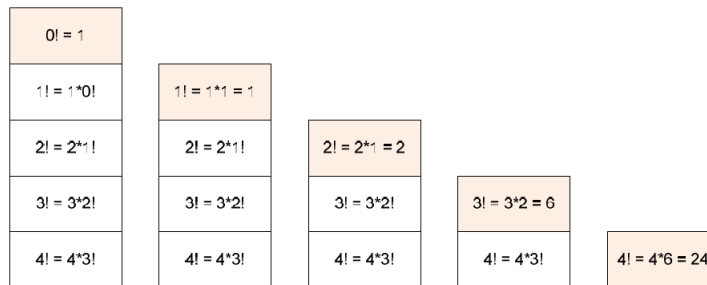 0! = 1
1! = 1*0!
2! = 2*1!
3! = 3*2!
4! = 4*3!
1! = 1*1 = 1
2! = 2*1!
3! = 3*2!
4! = 4*3!
2! = 2*1 = 2
3! = 3*2!
4! = 4*3!
3! = 3*2 = 6
4! = 4*3!
4! = 4*6 = 24